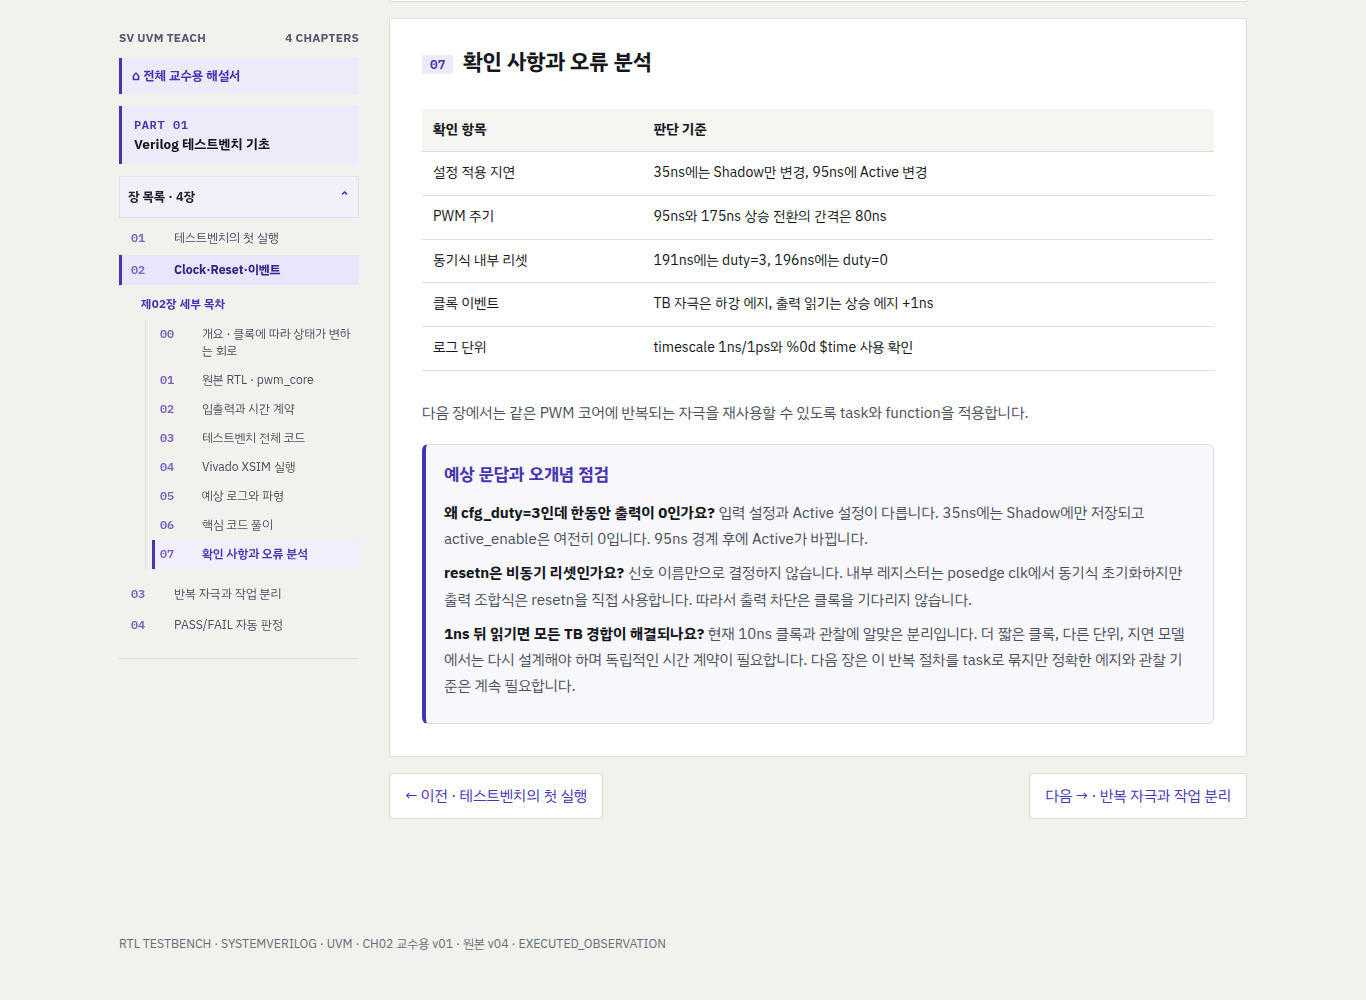 SV UVM TEACH
4 CHAPTERS
⌂ 전체 교수용 해설서
PART 01
Verilog 테스트벤치 기초
장 목록 · 4장
01 테스트벤치의 첫 실행
02 Clock·Reset·이벤트
제02장 세부 목차
00 개요 · 클록에 따라 상태가 변하
는 회로
01 원본 RTL · pwm_core
02 입출력과 시간 계약
03 테스트벤치 전체 코드
04 Vivado XSIM 실행
05 예상 로그와 파형
06 핵심 코드 풀이
07 확인 사항과 오류 분석
03 반복 자극과 작업 분리
04 PASS/FAIL 자동 판정
07 확인 사항과 오류 분석
확인 항목 판단 기준
설정 적용 지연 35ns에는 Shadow만 변경, 95ns에 Active 변경
PWM 주기 95ns와 175ns 상승 전환의 간격은 80ns
동기식 내부 리셋 191ns에는 duty=3, 196ns에는 duty=0
클록 이벤트 TB 자극은 하강 에지, 출력 읽기는 상승 에지 +1ns
로그 단위 timescale 1ns/1ps와 %0d $time 사용 확인
다음 장에서는 같은 PWM 코어에 반복되는 자극을 재사용할 수 있도록 task와 function을 적용합니다.
예상 문답과 오개념 점검
왜 cfg_duty=3인데 한동안 출력이 0인가요? 입력 설정과 Active 설정이 다릅니다. 35ns에는 Shadow에만 저장되고
active_enable은 여전히 0입니다. 95ns 경계 후에 Active가 바뀝니다.
resetn은 비동기 리셋인가요? 신호 이름만으로 결정하지 않습니다. 내부 레지스터는 posedge clk에서 동기식 초기화하지만
출력 조합식은 resetn을 직접 사용합니다. 따라서 출력 차단은 클록을 기다리지 않습니다.
1ns 뒤 읽기면 모든 TB 경합이 해결되나요? 현재 10ns 클록과 관찰에 알맞은 분리입니다. 더 짧은 클록, 다른 단위, 지연 모델
에서는 다시 설계해야 하며 독립적인 시간 계약이 필요합니다. 다음 장은 이 반복 절차를 task로 묶지만 정확한 에지와 관찰 기
준은 계속 필요합니다.
← 이전 · 테스트벤치의 첫 실행
다음 → · 반복 자극과 작업 분리
RTL TESTBENCH · SYSTEMVERILOG · UVM · CH02 교수용 v01 · 원본 v04 · EXECUTED_OBSERVATION